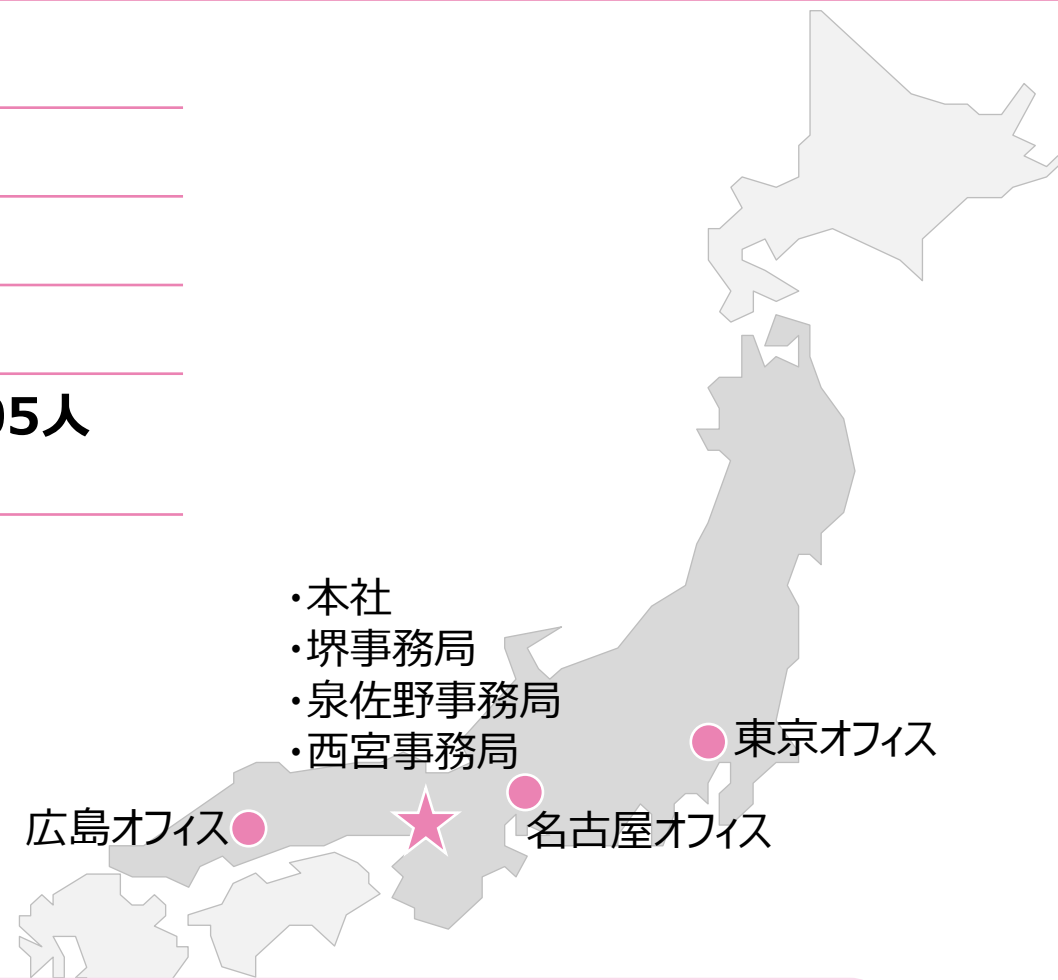 05人
・本社
・堺事務局
・泉佐野事務局
・西宮事務局
東京オフィス
広島オフィス
名古屋オフィス